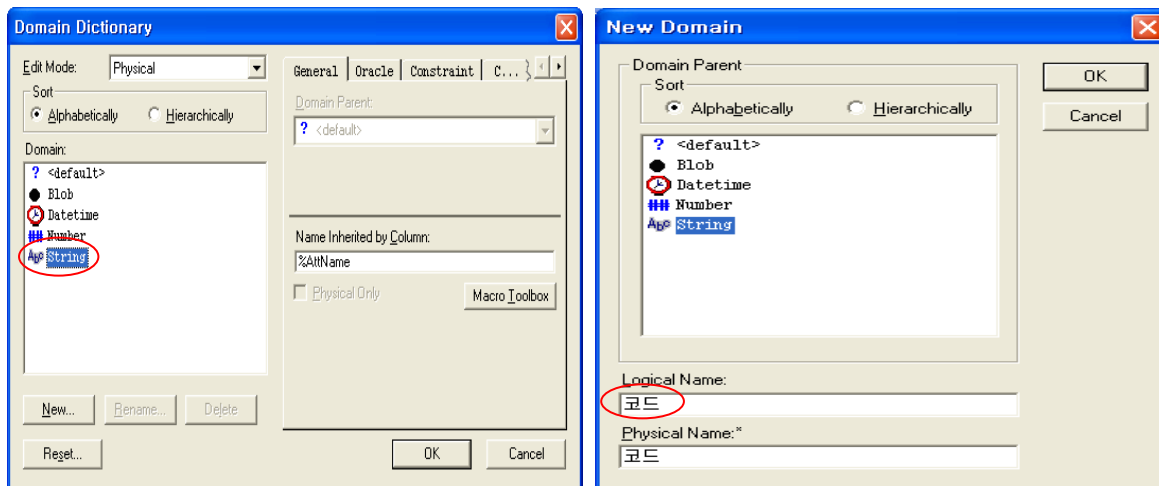 Domain Dictionary
Edit Mode: Physical
Sort
Alphabetically Hierarchically
Domain:
? <default>
Blob
Datetime
Number
String
New... Rename... Delete
Reset...
General Oracle Constraint C...
Domain Parent:
? <default>
Name Inherited by Column:
%AttName
Physical Only
Macro Toolbox
OK Cancel
New Domain
Domain Parent
Sort
Alphabetically Hierarchically
? <default>
Blob
Datetime
Number
String
OK
Cancel
Logical Name:
코드
Physical Name:*
코드